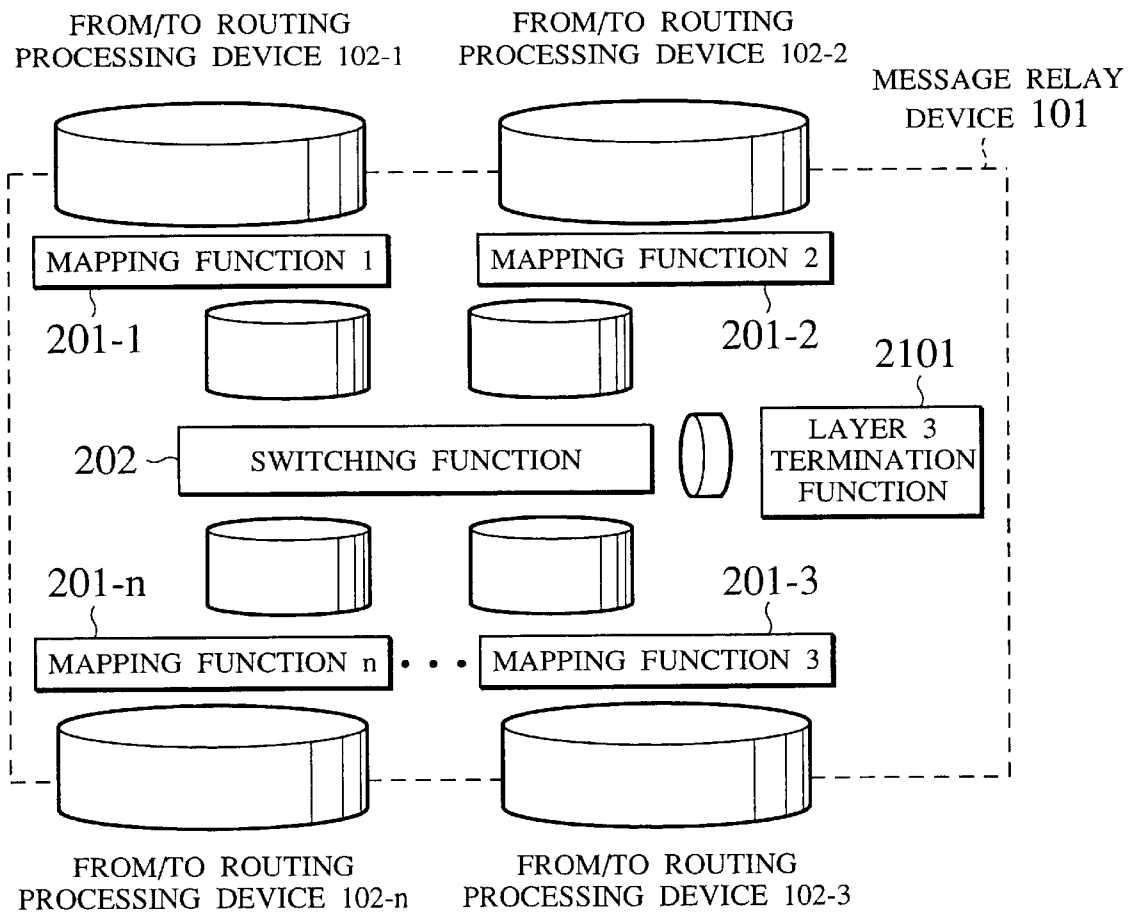 FROM/TO ROUTING
PROCESSING DEVICE 102-1
FROM/TO ROUTING
PROCESSING DEVICE 102-2
MESSAGE RELAY
DEVICE 101
MAPPING FUNCTION 1
MAPPING FUNCTION 2
201-1
201-2
2101
202
SWITCHING FUNCTION
LAYER 3
TERMINATION
FUNCTION
201-n
201-3
MAPPING FUNCTION n
• • •
MAPPING FUNCTION 3
FROM/TO ROUTING
PROCESSING DEVICE 102-n
FROM/TO ROUTING
PROCESSING DEVICE 102-3